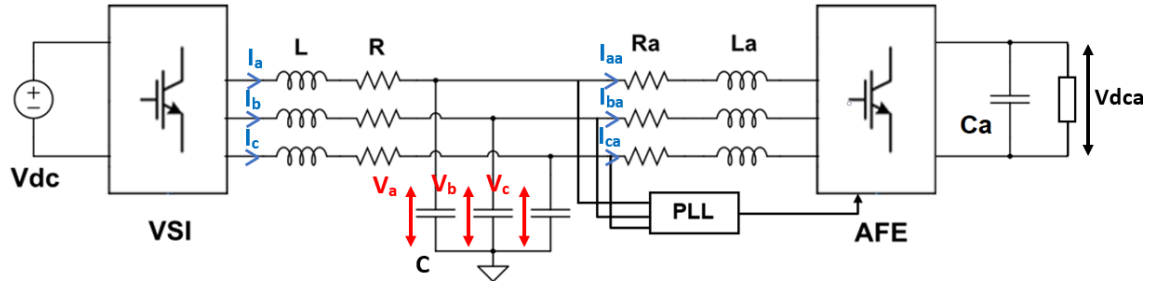 L R Ra La
Ia Iaa
Ib Iba
Ic Ica
Vdc Va Vb Vc Ca Vdca
VSI PLL AFE
C